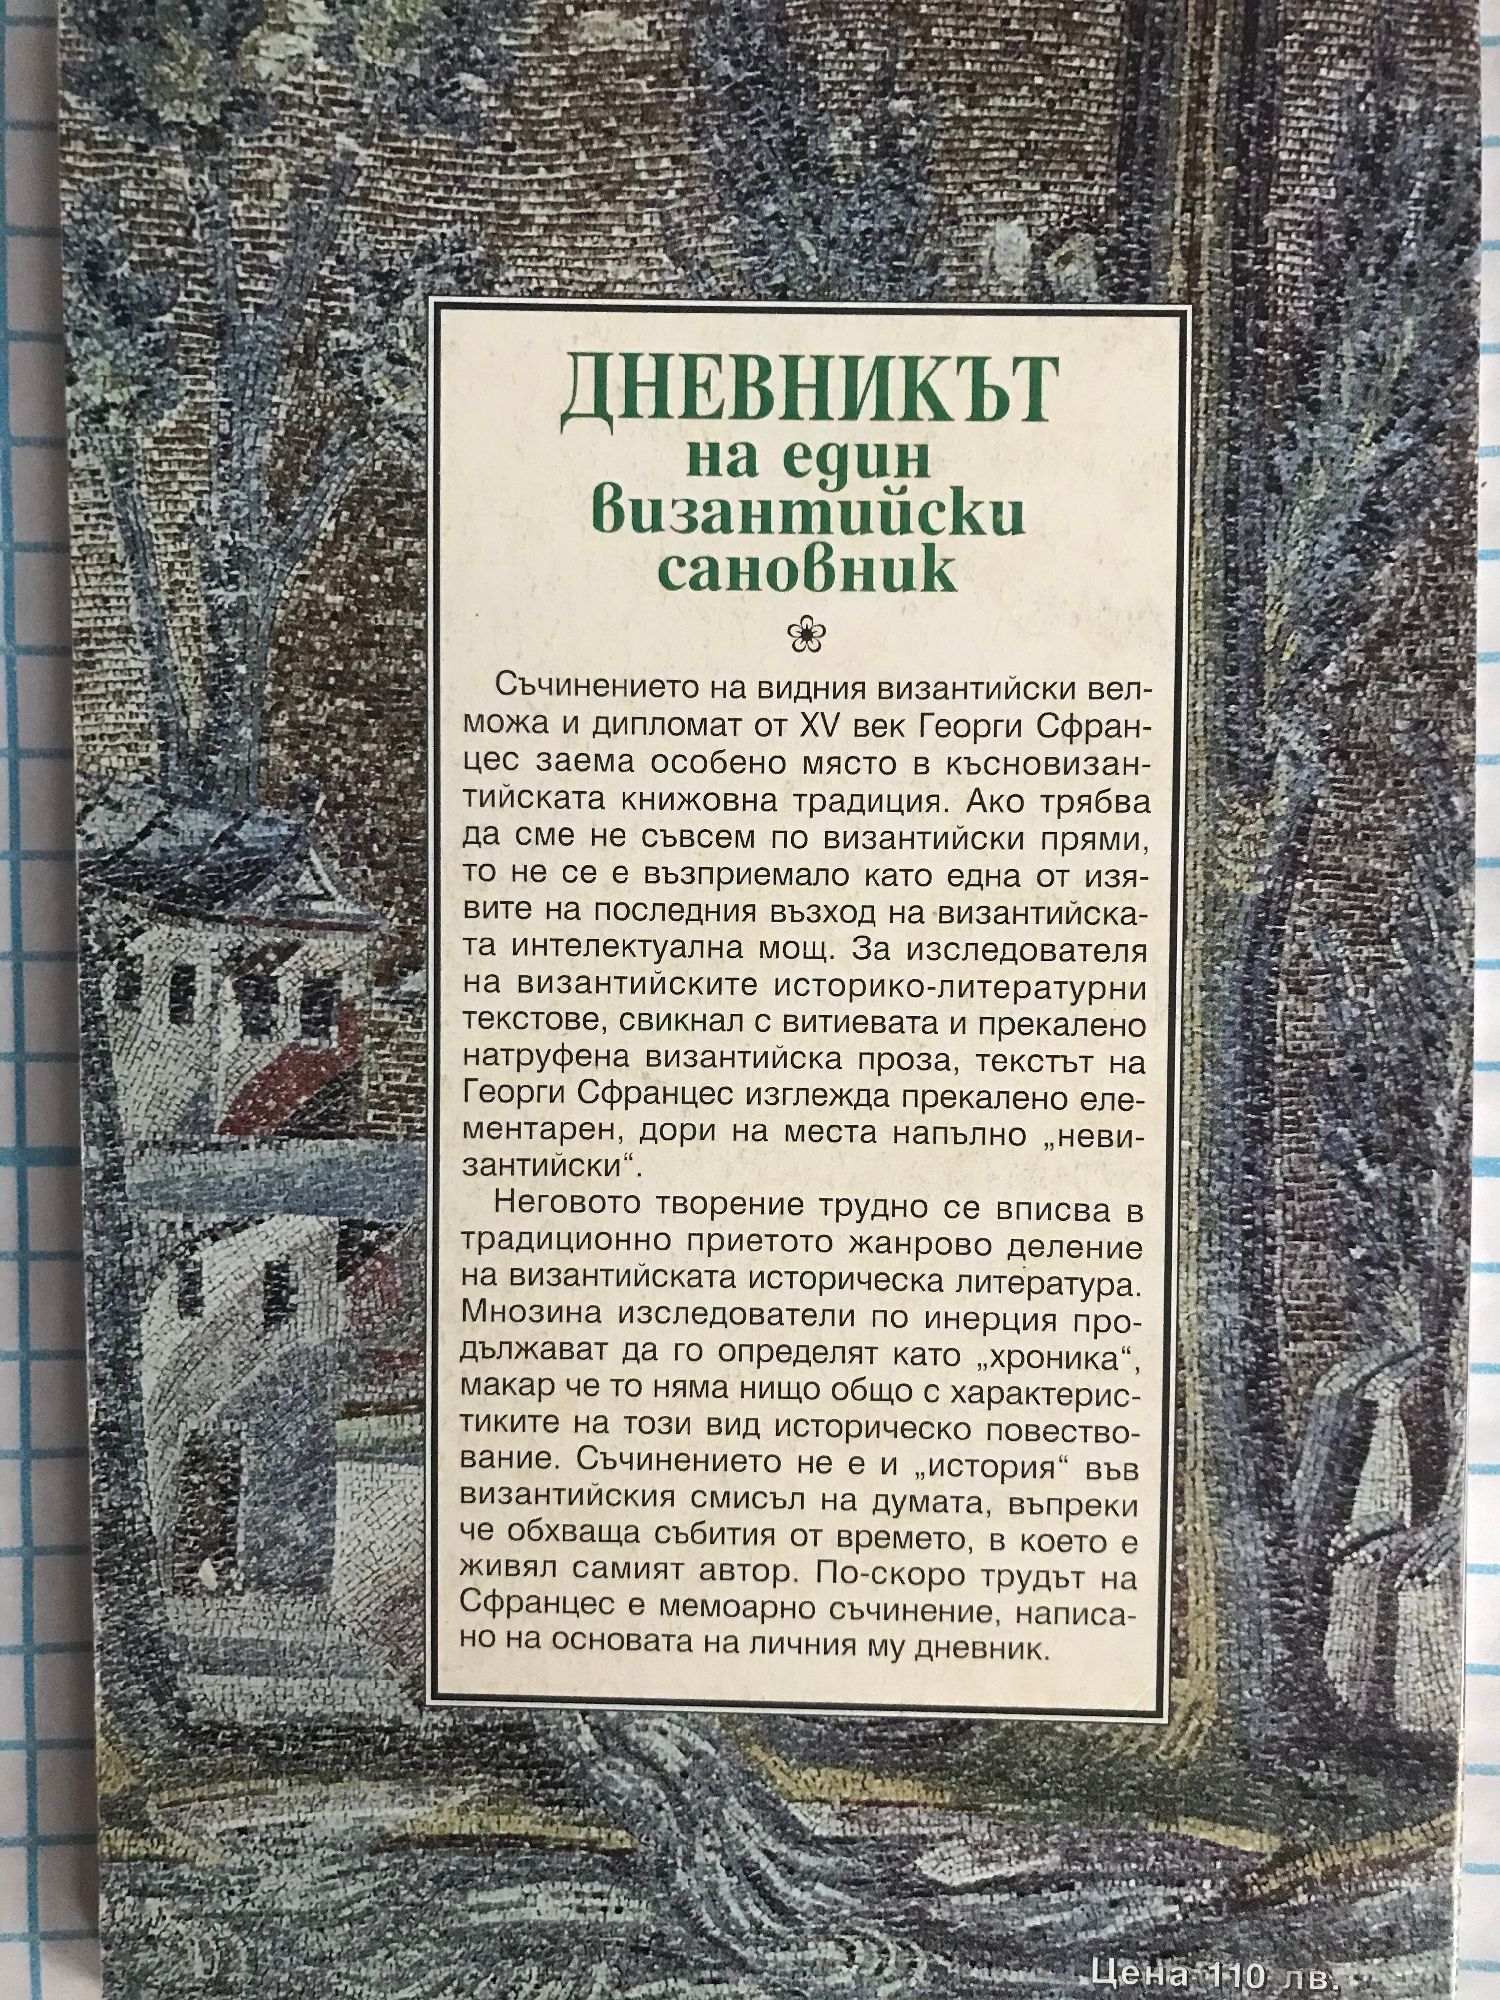 ДНЕВНИКЪТ
на един
византийски
сановник
Съчинението на видния византийски вел-
можа и дипломат от XV век Георги Сфран-
цес заема особено място в късновизан-
тийската книжовна традиция. Ако трябва
да сме не съвсем по византийски прями,
то не се е възприемало като една от изя-
вите на последния възход на византийска-
та интелектуална мощ. За изследователя
на византийските историко-литературни
текстове, свикнал с витиевата и прекалено
натруфена византийска проза, текстът на
Георги Сфранцес изглежда прекалено еле-
ментарен, дори на места напълно „неви-
зантийски“.
Неговото творение трудно се вписва в
традиционно приетото жанрово деление
на византийската историческа литература.
Мнозина изследователи по инерция про-
дължават да го определят като „хроника“,
макар че то няма нищо общо с характерис-
тиките на този вид историческо повество-
вание. Съчинението не е и „история“ във
византийския смисъл на думата, въпреки
че обхваща събития от времето, в което е
живял самият автор. По-скоро трудът на
Сфранцес е мемоарно съчинение, написа-
но на основата на личния му дневник.
Цена 110 лв.